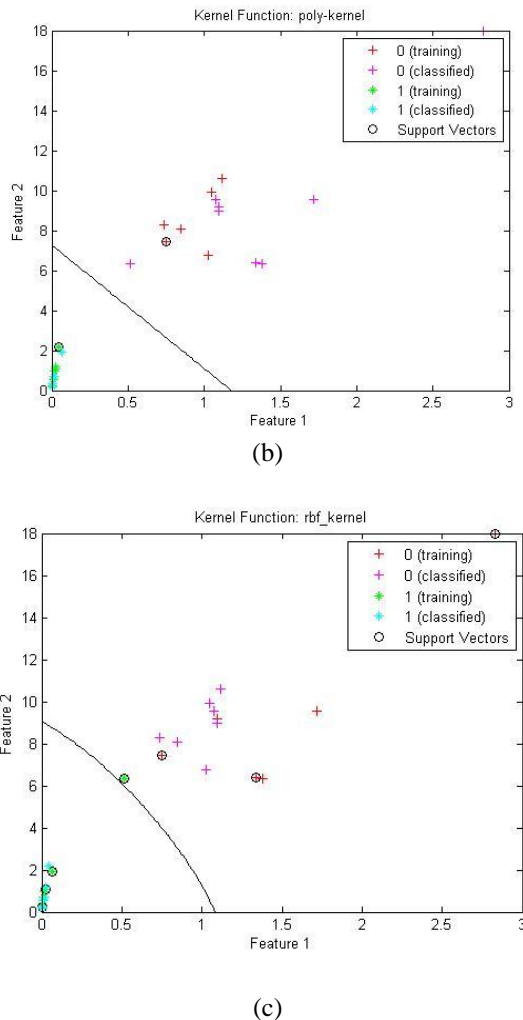 Kernel Function: poly-kernel
18
16
14
12
10
8
6
4
2
0
Feature 2
0 (training)
0 (classified)
1 (training)
1 (classified)
Support Vectors
0 0.5 1 1.5 2 2.5 3
Feature 1
(b)
Kernel Function: rbf_kernel
18
16
14
12
10
8
6
4
2
0
Feature 2
0 (training)
0 (classified)
1 (training)
1 (classified)
Support Vectors
0 0.5 1 1.5 2 2.5 3
Feature 1
(c)